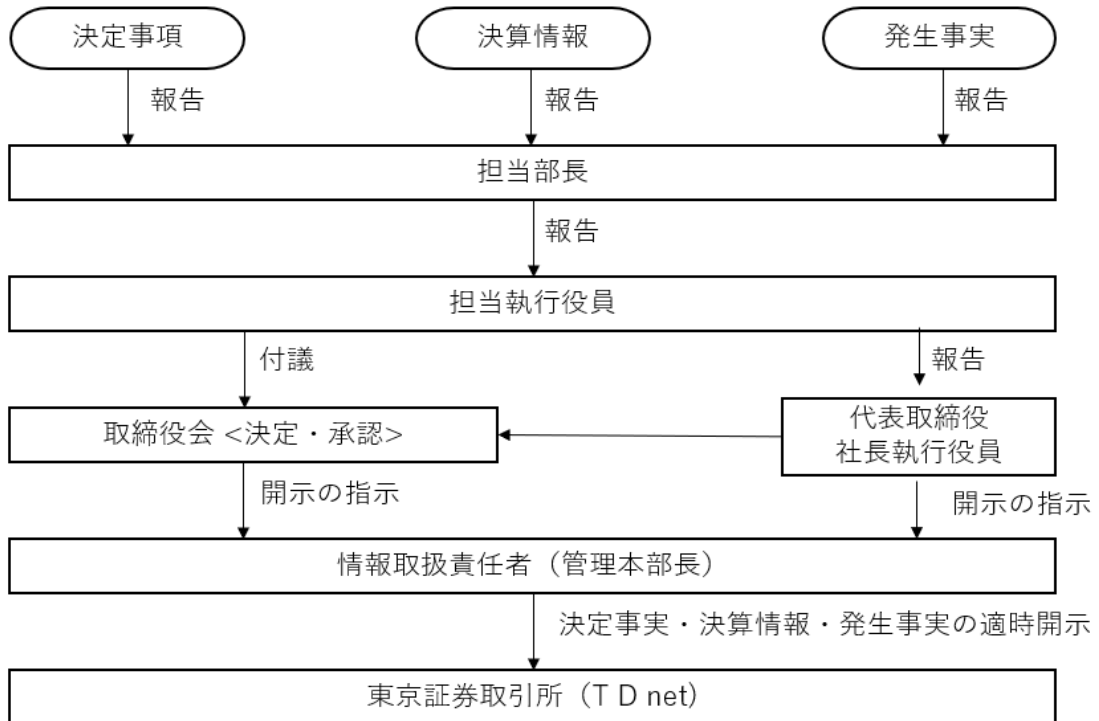 決定事項
決算情報
発生事実
報告
報告
報告
担当部長
報告
担当執行役員
付議
報告
取締役会 <決定・承認>
代表取締役
社長執行役員
開示の指示
開示の指示
情報取扱責任者（管理本部長）
決定事実・決算情報・発生事実の適時開示
東京証券取引所（T D net）